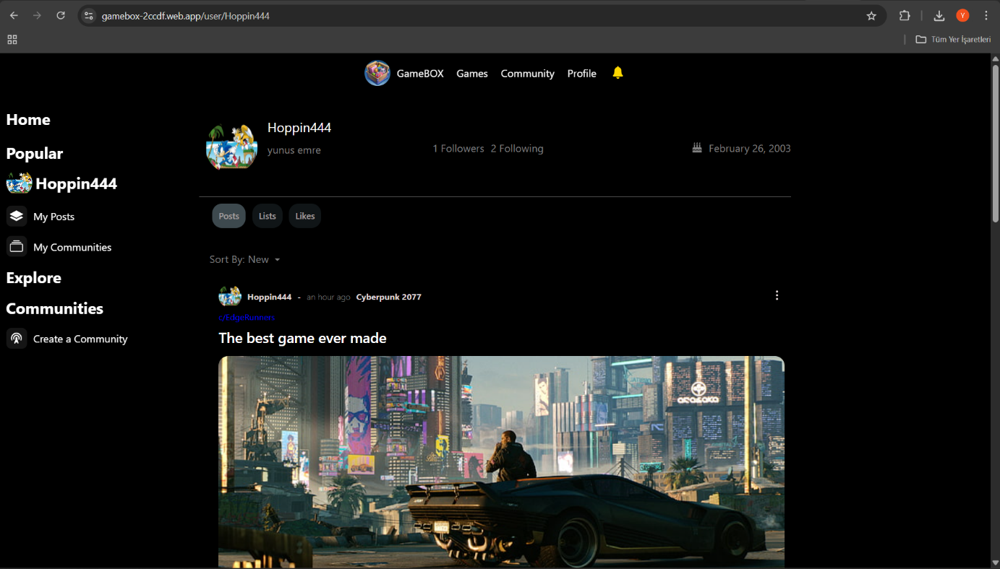 gamebox-2ccdf.web.app/user/Hoppin444
Y
Tüm Yer İşaretleri
GameBOX Games Community Profile
Home
Popular
Hoppin444
My Posts
My Communities
Explore
Communities
Create a Community
Hoppin444
yunus emre
1 Followers 2 Following
February 26, 2003
Posts Lists Likes
Sort By: New
Hoppin444 - an hour ago Cyberpunk 2077
c/EdgeRunners
The best game ever made
ARASAKA